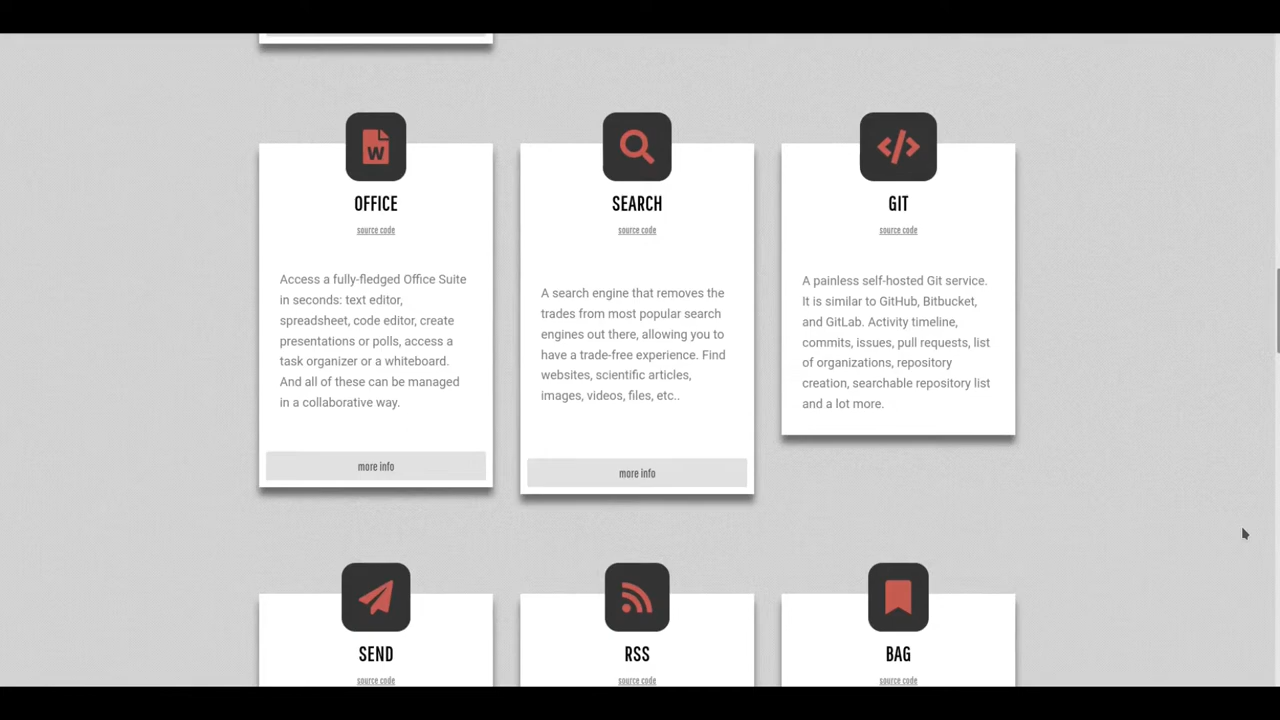 W
OFFICE
source code
Access a fully-fledged Office Suite
in seconds: text editor,
spreadsheet, code editor, create
presentations or polls, access a
task organizer or a whiteboard.
And all of these can be managed
in a collaborative way.
more info
SEARCH
source code
A search engine that removes the
trades from most popular search
engines out there, allowing you to
have a trade-free experience. Find
websites, scientific articles,
images, videos, files, etc..
more info
GIT
source code
A painless self-hosted Git service.
It is similar to GitHub, Bitbucket,
and GitLab. Activity timeline,
commits, issues, pull requests, list
of organizations, repository
creation, searchable repository list
and a lot more.
SEND
source code
RSS
source code
BAG
source code